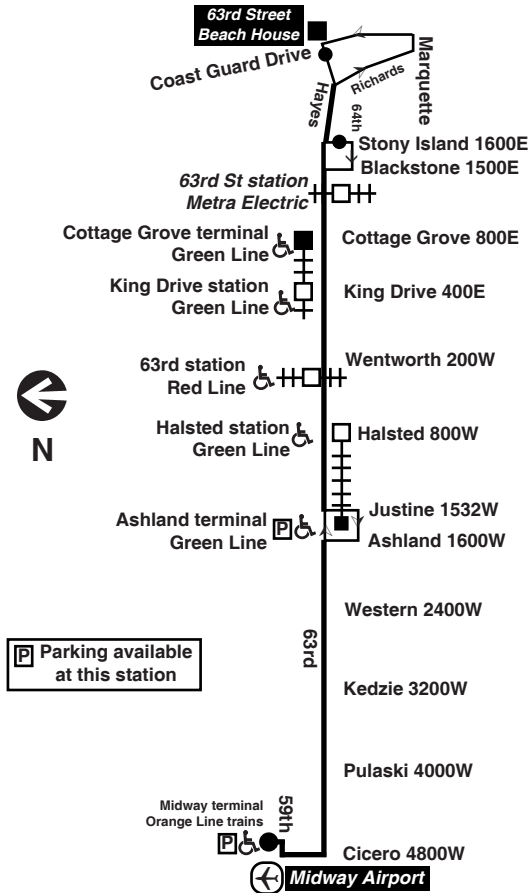 63rd Street
Beach House
Coast Guard Drive
Marquette
Richards
Hayes
64th
Stony Island 1600E
Blackstone 1500E
63rd St station
Metra Electric
Cottage Grove terminal
Green Line
Cottage Grove 800E
King Drive station
Green Line
King Drive 400E
Wentworth 200W
63rd station
Red Line
N
Halsted station
Green Line
Halsted 800W
Justine 1532W
Ashland terminal
Green Line
P
Ashland 1600W
Western 2400W
63rd
P Parking available
at this station
Kedzie 3200W
Pulaski 4000W
59th
Midway terminal
Orange Line trains
P
Cicero 4800W
Midway Airport